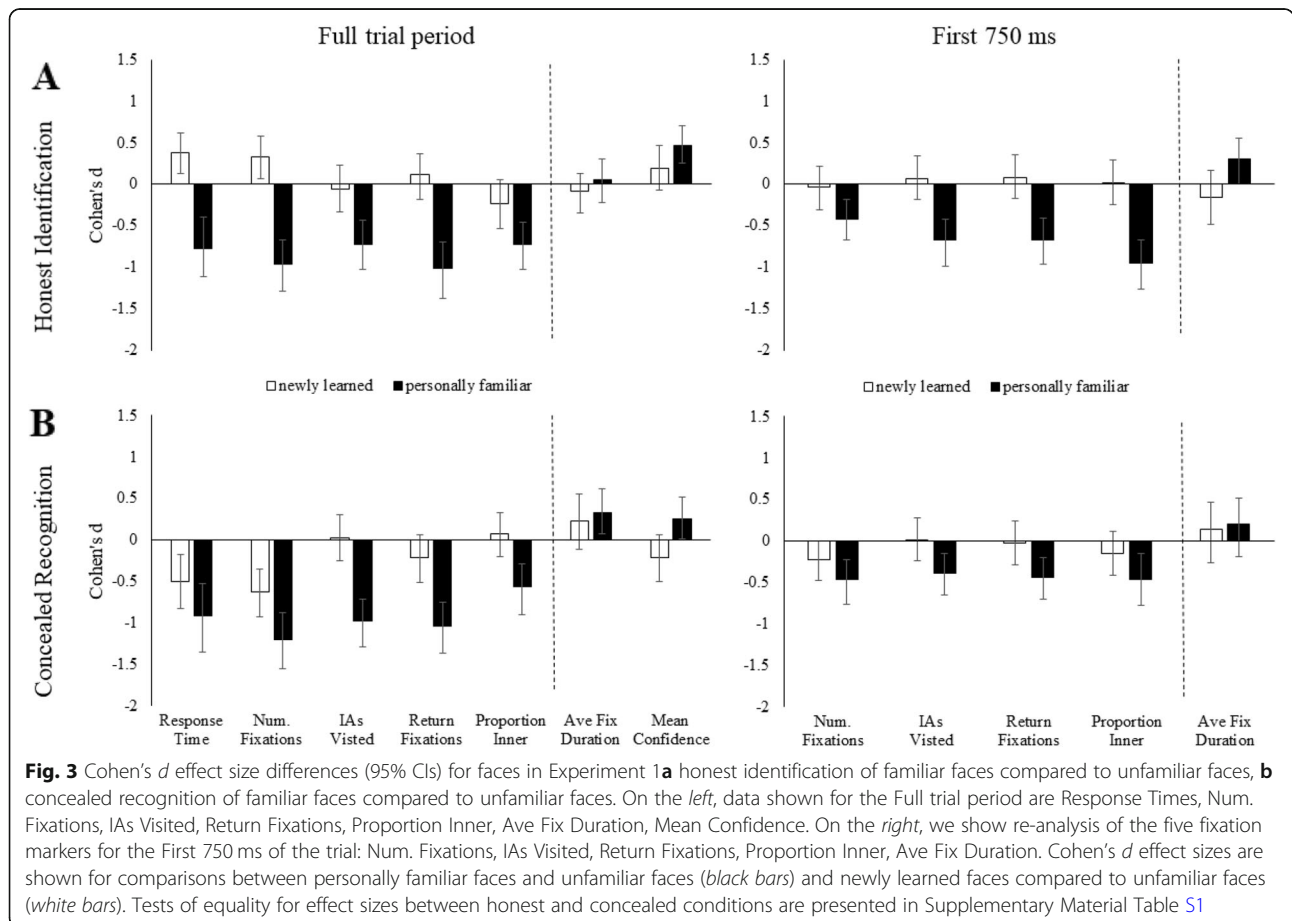 Full trial period
First 750 ms
A
Honest Identification
Cohen's d
1.5
1
0.5
0
-0.5
-1
-1.5
-2
1.5
1
0.5
0
-0.5
-1
-1.5
-2
newly learned personally familiar
newly learned personally familiar
B
Concealed Recognition
Cohen's d
1.5
1
0.5
0
-0.5
-1
-1.5
-2
Response Time
Num. Fixations
IAs Visted
Return Fixations
Proportion Inner
Ave Fix Duration
Mean Confidence
1.5
1
0.5
0
-0.5
-1
-1.5
-2
Num. Fixations
IAs Visted
Return Fixations
Proportion Inner
Ave Fix Duration
Fig. 3 Cohen's d effect size differences (95% CIs) for faces in Experiment 1a honest identification of familiar faces compared to unfamiliar faces, b
concealed recognition of familiar faces compared to unfamiliar faces. On the left, data shown for the Full trial period are Response Times, Num.
Fixations, IAs Visited, Return Fixations, Proportion Inner, Ave Fix Duration, Mean Confidence. On the right, we show re-analysis of the five fixation
markers for the First 750 ms of the trial: Num. Fixations, IAs Visited, Return Fixations, Proportion Inner, Ave Fix Duration. Cohen's d effect sizes are
shown for comparisons between personally familiar faces and unfamiliar faces (black bars) and newly learned faces compared to unfamiliar faces
(white bars). Tests of equality for effect sizes between honest and concealed conditions are presented in Supplementary Material Table S1